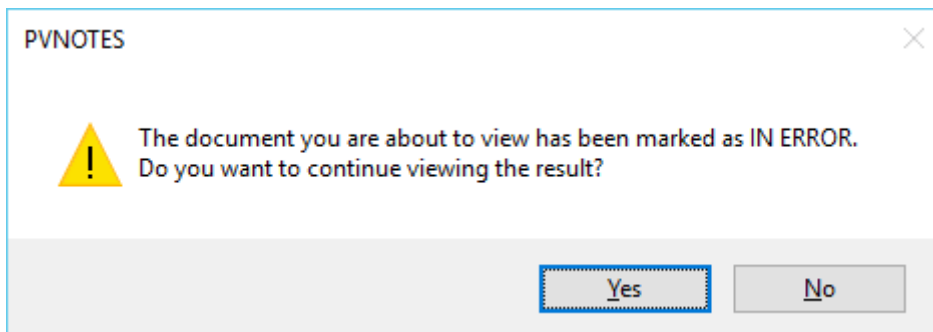 PVNOTES
The document you are about to view has been marked as IN ERROR.
Do you want to continue viewing the result?
Yes
No